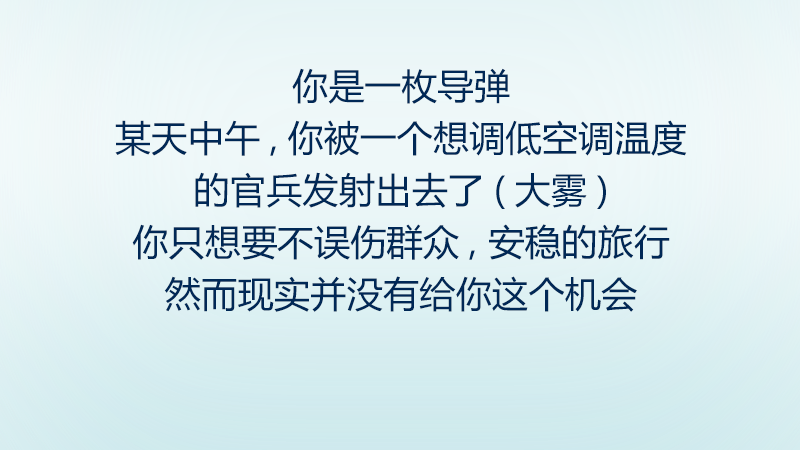 你是一枚导弹
某天中午，你被一个想调低空调温度
的官兵发射出去了（大雾）
你只想要不误伤群众，安稳的旅行
然而现实并没有给你这个机会